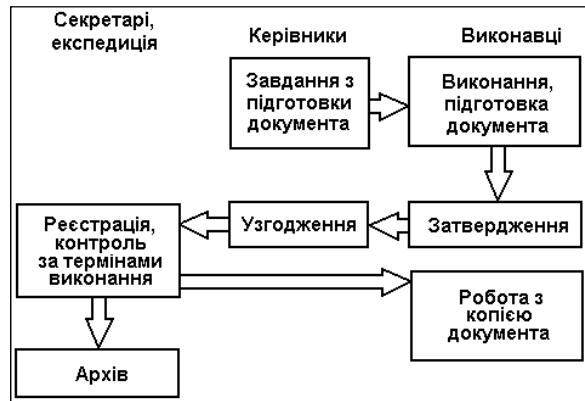 Секретарі,
експедиція
Керівники
Виконавці
Завдання з
підготовки
документа
Виконання,
підготовка
документа
Реєстрація,
контроль
за термінами
виконання
Узгодження
Затвердження
Робота з
копією
документа
Архів